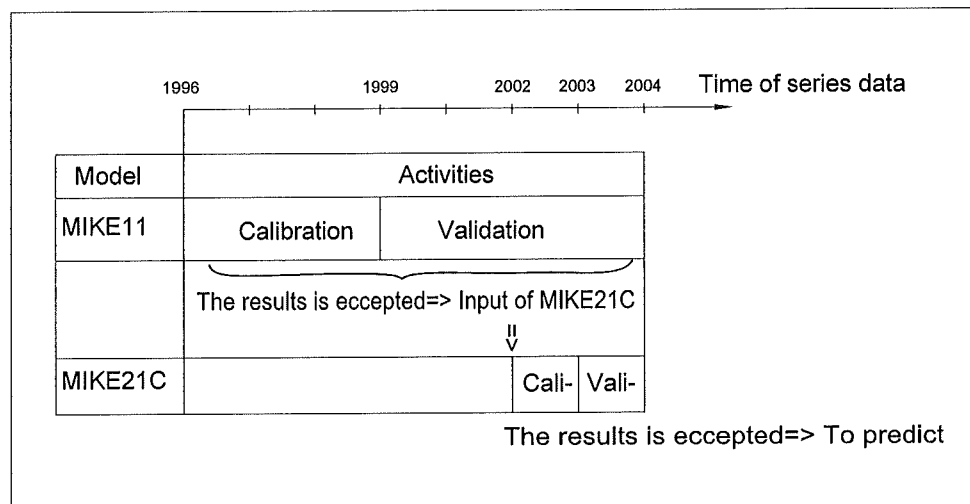 1996 1999 2002 2003 2004 Time of series data
Model Activities
MIKE11 Calibration Validation
The results is eccepted=> Input of MIKE21C
=>
MIKE21C Cali- Vali-
The results is eccepted=> To predict